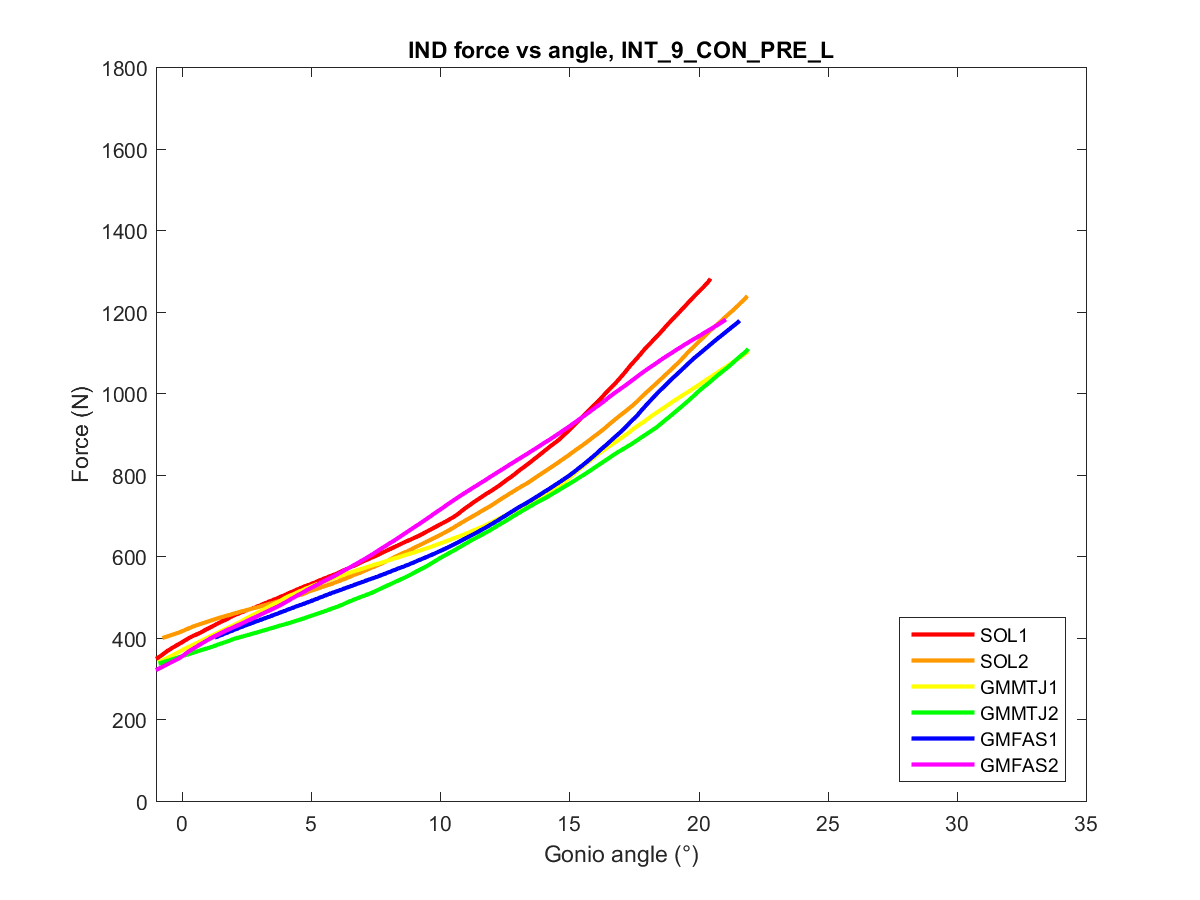 IND force vs angle, INT_9_CON_PRE_L
1800
1600
1400
1200
1000
800
600
400
200
0
Force (N)
0 5 10 15 20 25 30 35
Gonio angle (°)
SOL1
SOL2
GMMTJ1
GMMTJ2
GMFAS1
GMFAS2